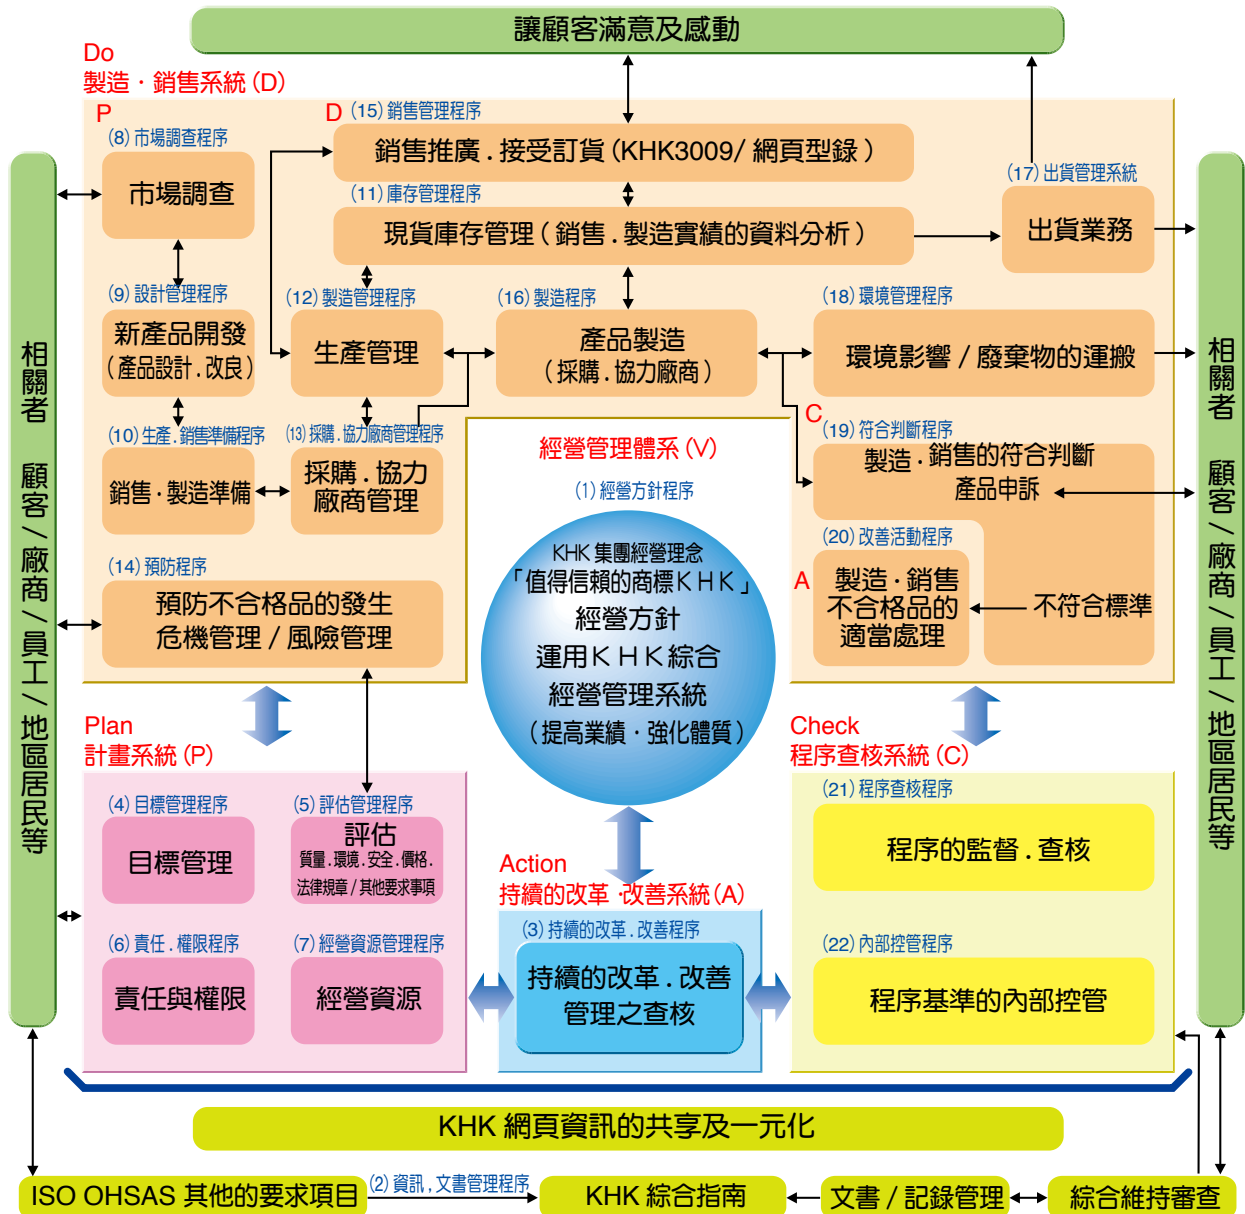 讓顧客滿意及感動
Do
製造．銷售系統(D)
P
(8)市場調查程序
市場調查
D
(15)銷售管理程序
銷售推廣．接受訂貨(KHK3009/ 網頁型錄)
(11)庫存管理程序
現貨庫存管理(銷售．製造實績的資料分析)
(17)出貨管理系統
出貨業務
(9)設計管理程序
新產品開發
(產品設計．改良)
(12)製造管理程序
生產管理
(16)製造程序
產品製造
(採購．協力廠商)
(18)環境管理程序
環境影響 / 廢棄物的運搬
(10)生產．銷售準備程序
銷售．製造準備
(13)採購．協力廠商管理程序
採購．協力
廠商管理
C
(19)符合判斷程序
製造．銷售的符合判斷
產品申訴
(20)改善活動程序
A
製造．銷售
不合格品的
適當處理
不符合標準
(14)預防程序
預防不合格品的發生
危機管理 / 風險管理
經營管理體系(V)
(1)經營方針程序
KHK 集團經營理念
「值得信賴的商標KHK」
經營方針
運用KHK綜合
經營管理系統
(提高業績．強化體質)
相關者 顧客/廠商/員工/地區居民等
相關者 顧客/廠商/員工/地區居民等
Plan
計畫系統(P)
(4)目標管理程序
目標管理
(5)評估管理程序
評估
質量．環境．安全．價格．
法律規章 / 其他要求事項
(6)責任．權限程序
責任與權限
(7)經營資源管理程序
經營資源
Action
持續的改革．改善系統(A)
(3)持續的改革．改善程序
持續的改革．改善
管理之查核
Check
程序查核系統(C)
(21)程序查核程序
程序的監督．查核
(22)內部控管程序
程序基準的內部控管
KHK 網頁資訊的共享及一元化
ISO OHSAS 其他的要求項目
(2)資訊,文書管理程序
KHK 綜合指南
文書 / 記錄管理
綜合維持審查